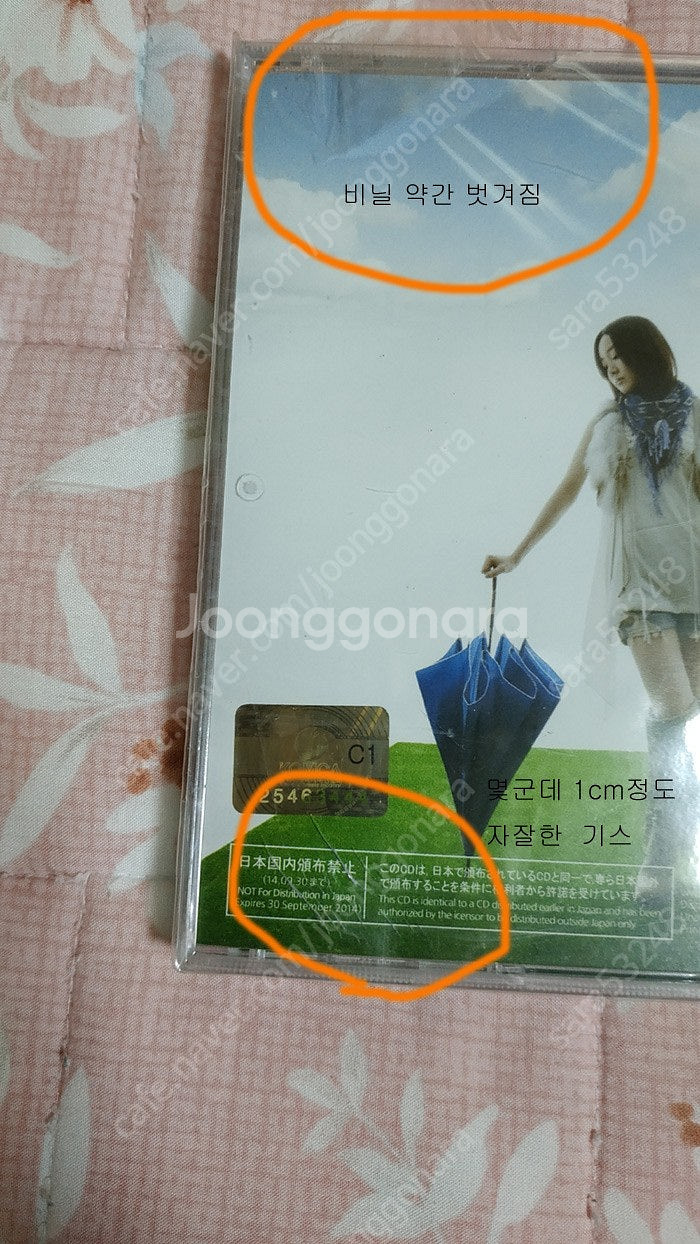 비닐 약간 벗겨짐
cafe.naver.com/joonggonara
sara53248
Joonggonara
C1
KOMCA
2546
몇군데 1cm정도
자잘한 기스
日本国内頒布禁止
(14.09.30まで)
NOT For Distribution in Japan
Expires 30 September 2014)
このCDは、日本で頒布されているCDと同一で、専ら日本
で頒布することを条件に権利者から許諾を受けています
This CD is identical to a CD distributed earlier in Japan and has been
authorized by the icensor to be distributed outside Japan only